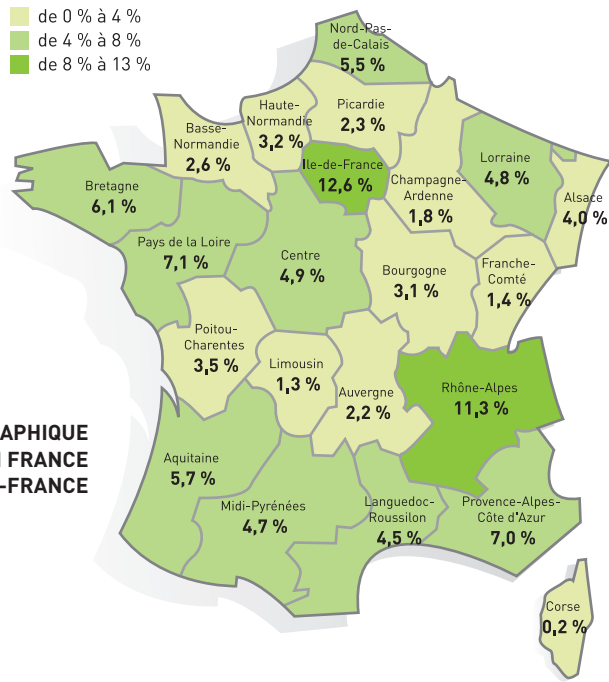 de 0 % à 4 %
de 4 % à 8 %
de 8 % à 13 %
Nord-Pas-
de-Calais
5,5 %
Haute-
Normandie
3,2 %
Picardie
2,3 %
Basse-
Normandie
2,6 %
Ile-de-France
12,6 %
Lorraine
4,8 %
Champagne-
Ardenne
1,8 %
Alsace
4,0 %
Bretagne
6,1 %
Pays de la Loire
7,1 %
Centre
4,9 %
Bourgogne
3,1 %
Franche-
Comté
1,4 %
Poitou-
Charentes
3,5 %
Limousin
1,3 %
Auvergne
2,2 %
Rhône-Alpes
11,3 %
APHIQUE
FRANCE
-FRANCE
Aquitaine
5,7 %
Midi-Pyrénées
4,7 %
Languedoc-
Roussilon
4,5 %
Provence-Alpes-
Côte d'Azur
7,0 %
Corse
0,2 %